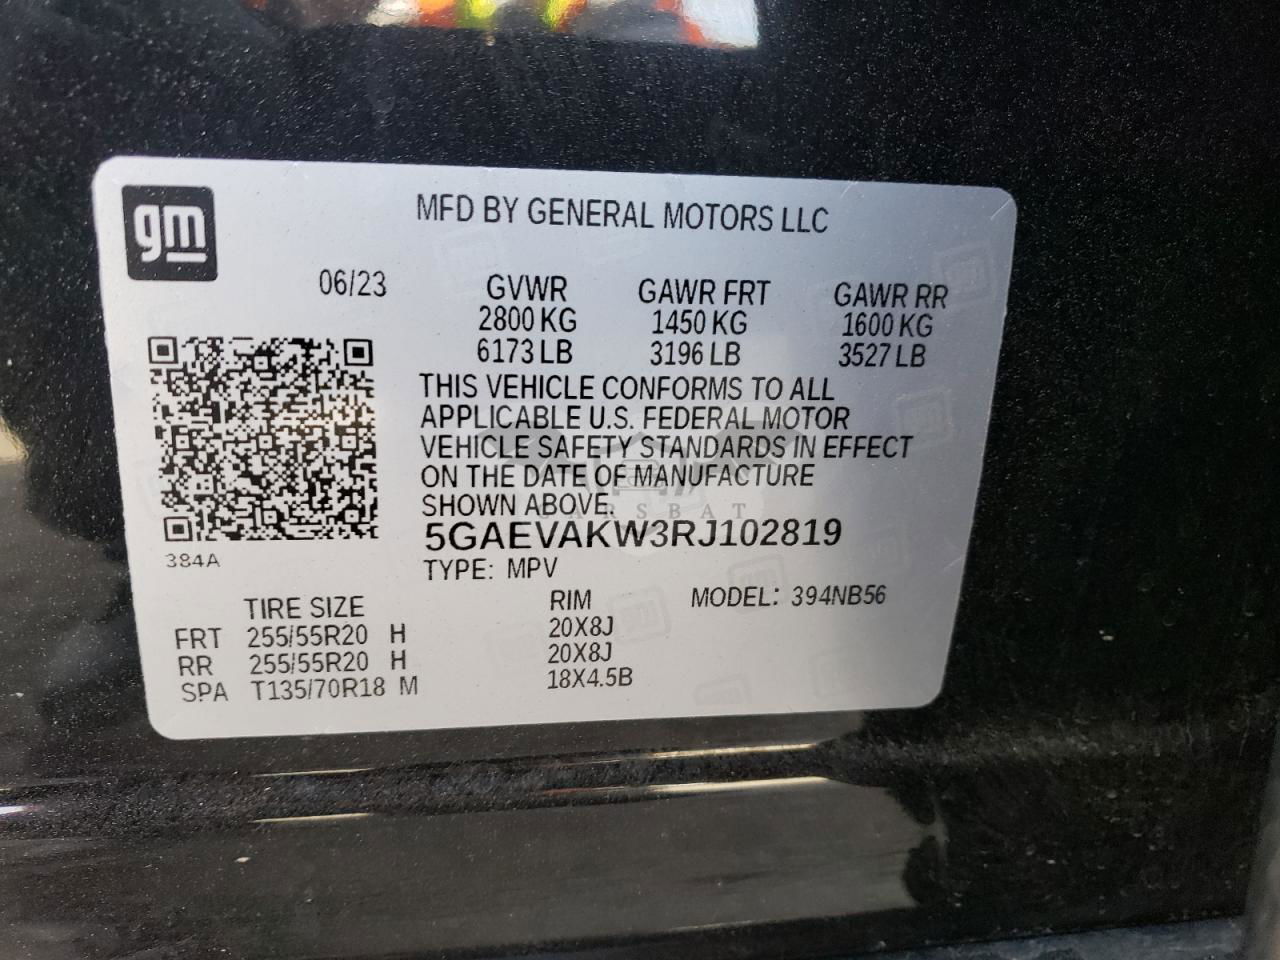 gm
MFD BY GENERAL MOTORS LLC
06/23 GVWR GAWR FRT GAWR RR
2800 KG 1450 KG 1600 KG
6173 LB 3196 LB 3527 LB
THIS VEHICLE CONFORMS TO ALL
APPLICABLE U.S. FEDERAL MOTOR
VEHICLE SAFETY STANDARDS IN EFFECT
ON THE DATE OF MANUFACTURE
SHOWN ABOVE.
CARSBAT
5GAEVAKW3RJ102819
384A
TYPE: MPV
TIRE SIZE RIM MODEL: 394NB56
FRT 255/55R20 H 20X8J
RR 255/55R20 H 20X8J
SPA T135/70R18 M 18X4.5B